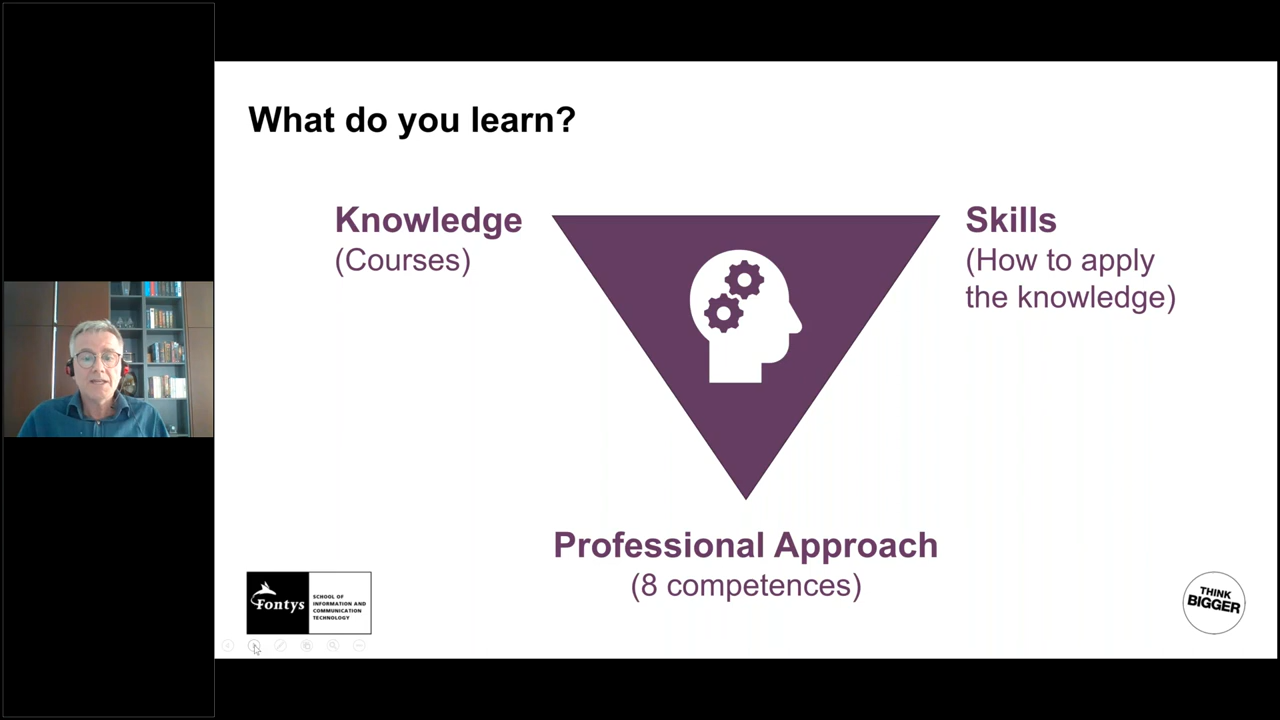 What do you learn?
Knowledge
(Courses)
Skills
(How to apply
the knowledge)
Professional Approach
(8 competences)
Fontys
SCHOOL OF
INFORMATION AND
COMMUNICATION
TECHNOLOGY
THINK
BIGGER